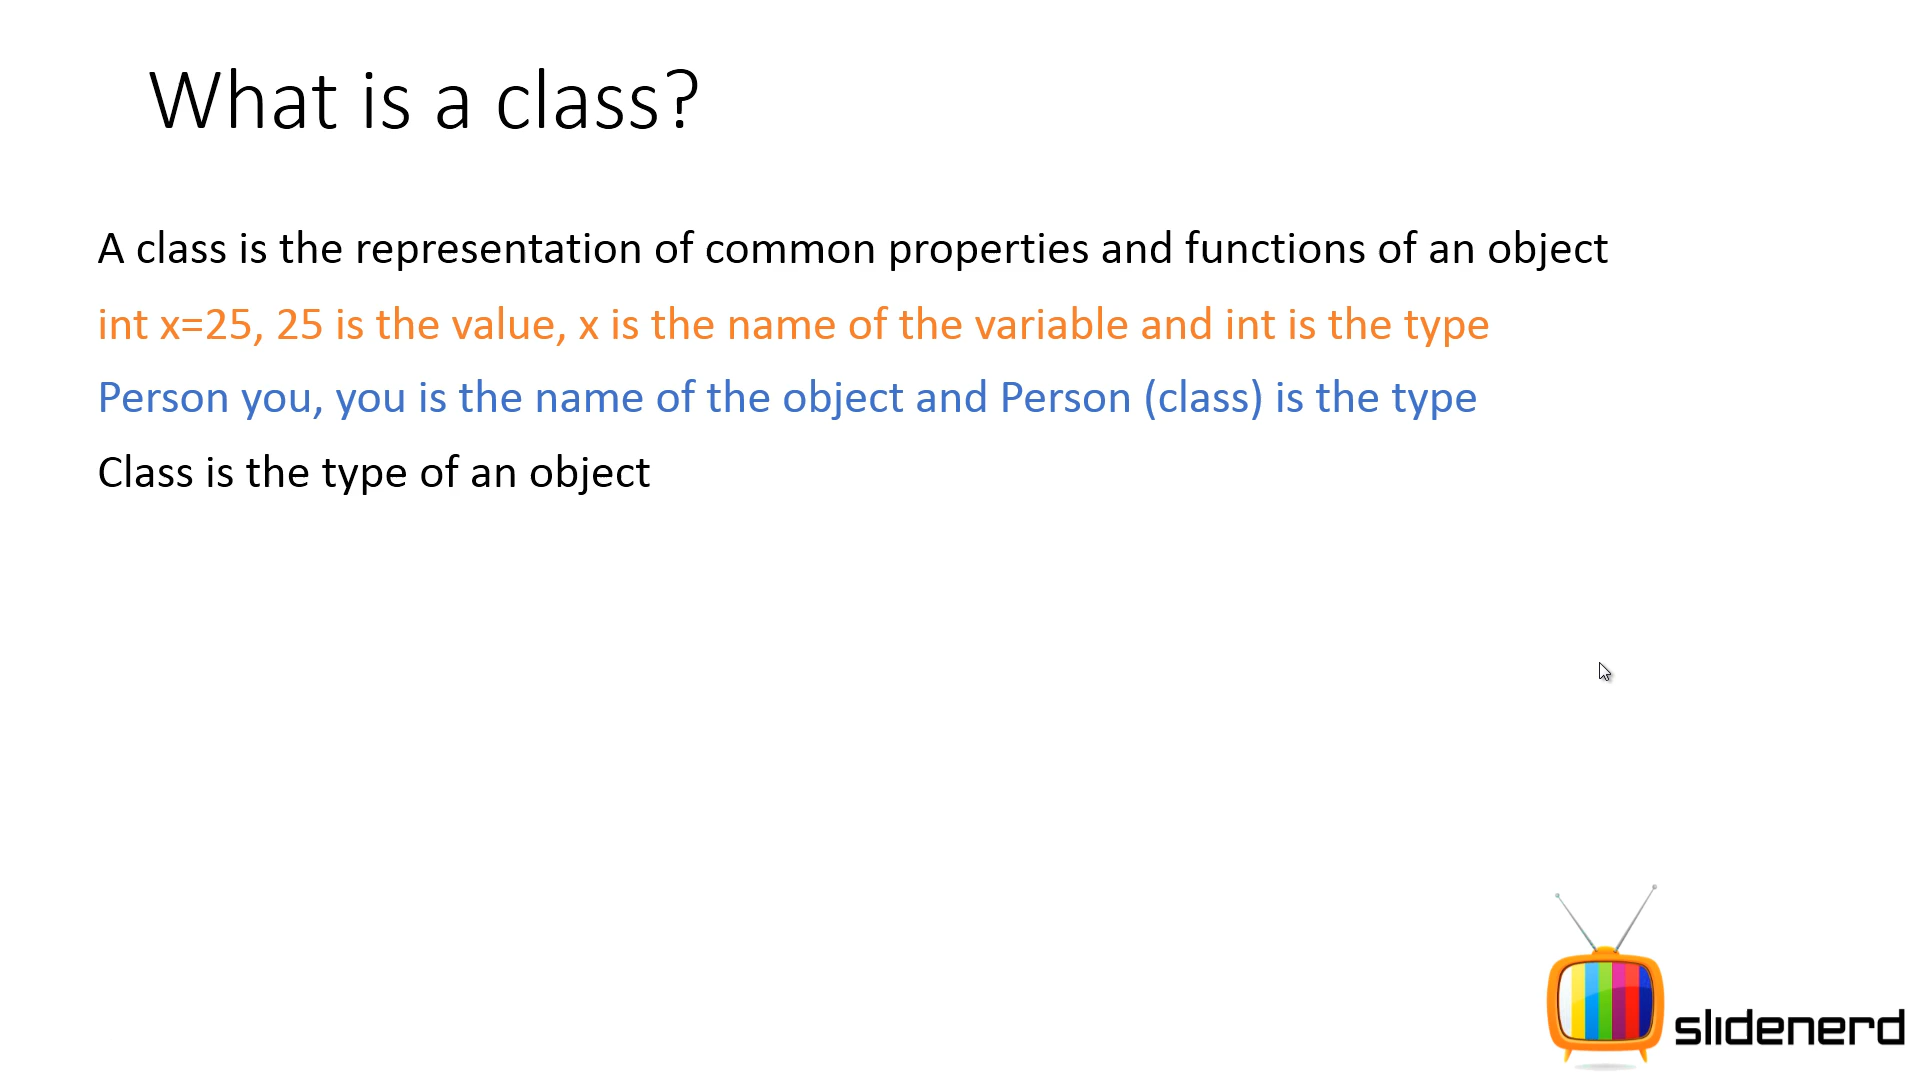 What is a class?
A class is the representation of common properties and functions of an object
int x=25, 25 is the value, x is the name of the variable and int is the type
Person you, you is the name of the object and Person (class) is the type
Class is the type of an object
slidenerd